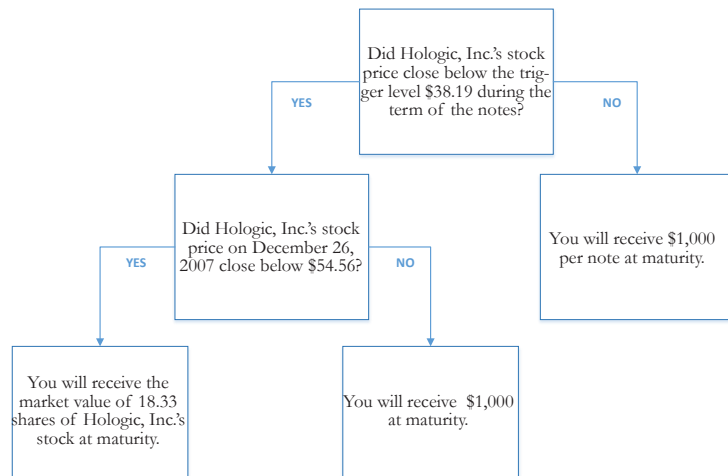 Did Hologic, Inc.'s stock
price close below the trig-
ger level $38.19 during the
term of the notes?
YES
NO
Did Hologic, Inc.'s stock
price on December 26,
2007 close below $54.56?
You will receive $1,000
per note at maturity.
YES
NO
You will receive the
market value of 18.33
shares of Hologic, Inc.'s
stock at maturity.
You will receive $1,000
at maturity.